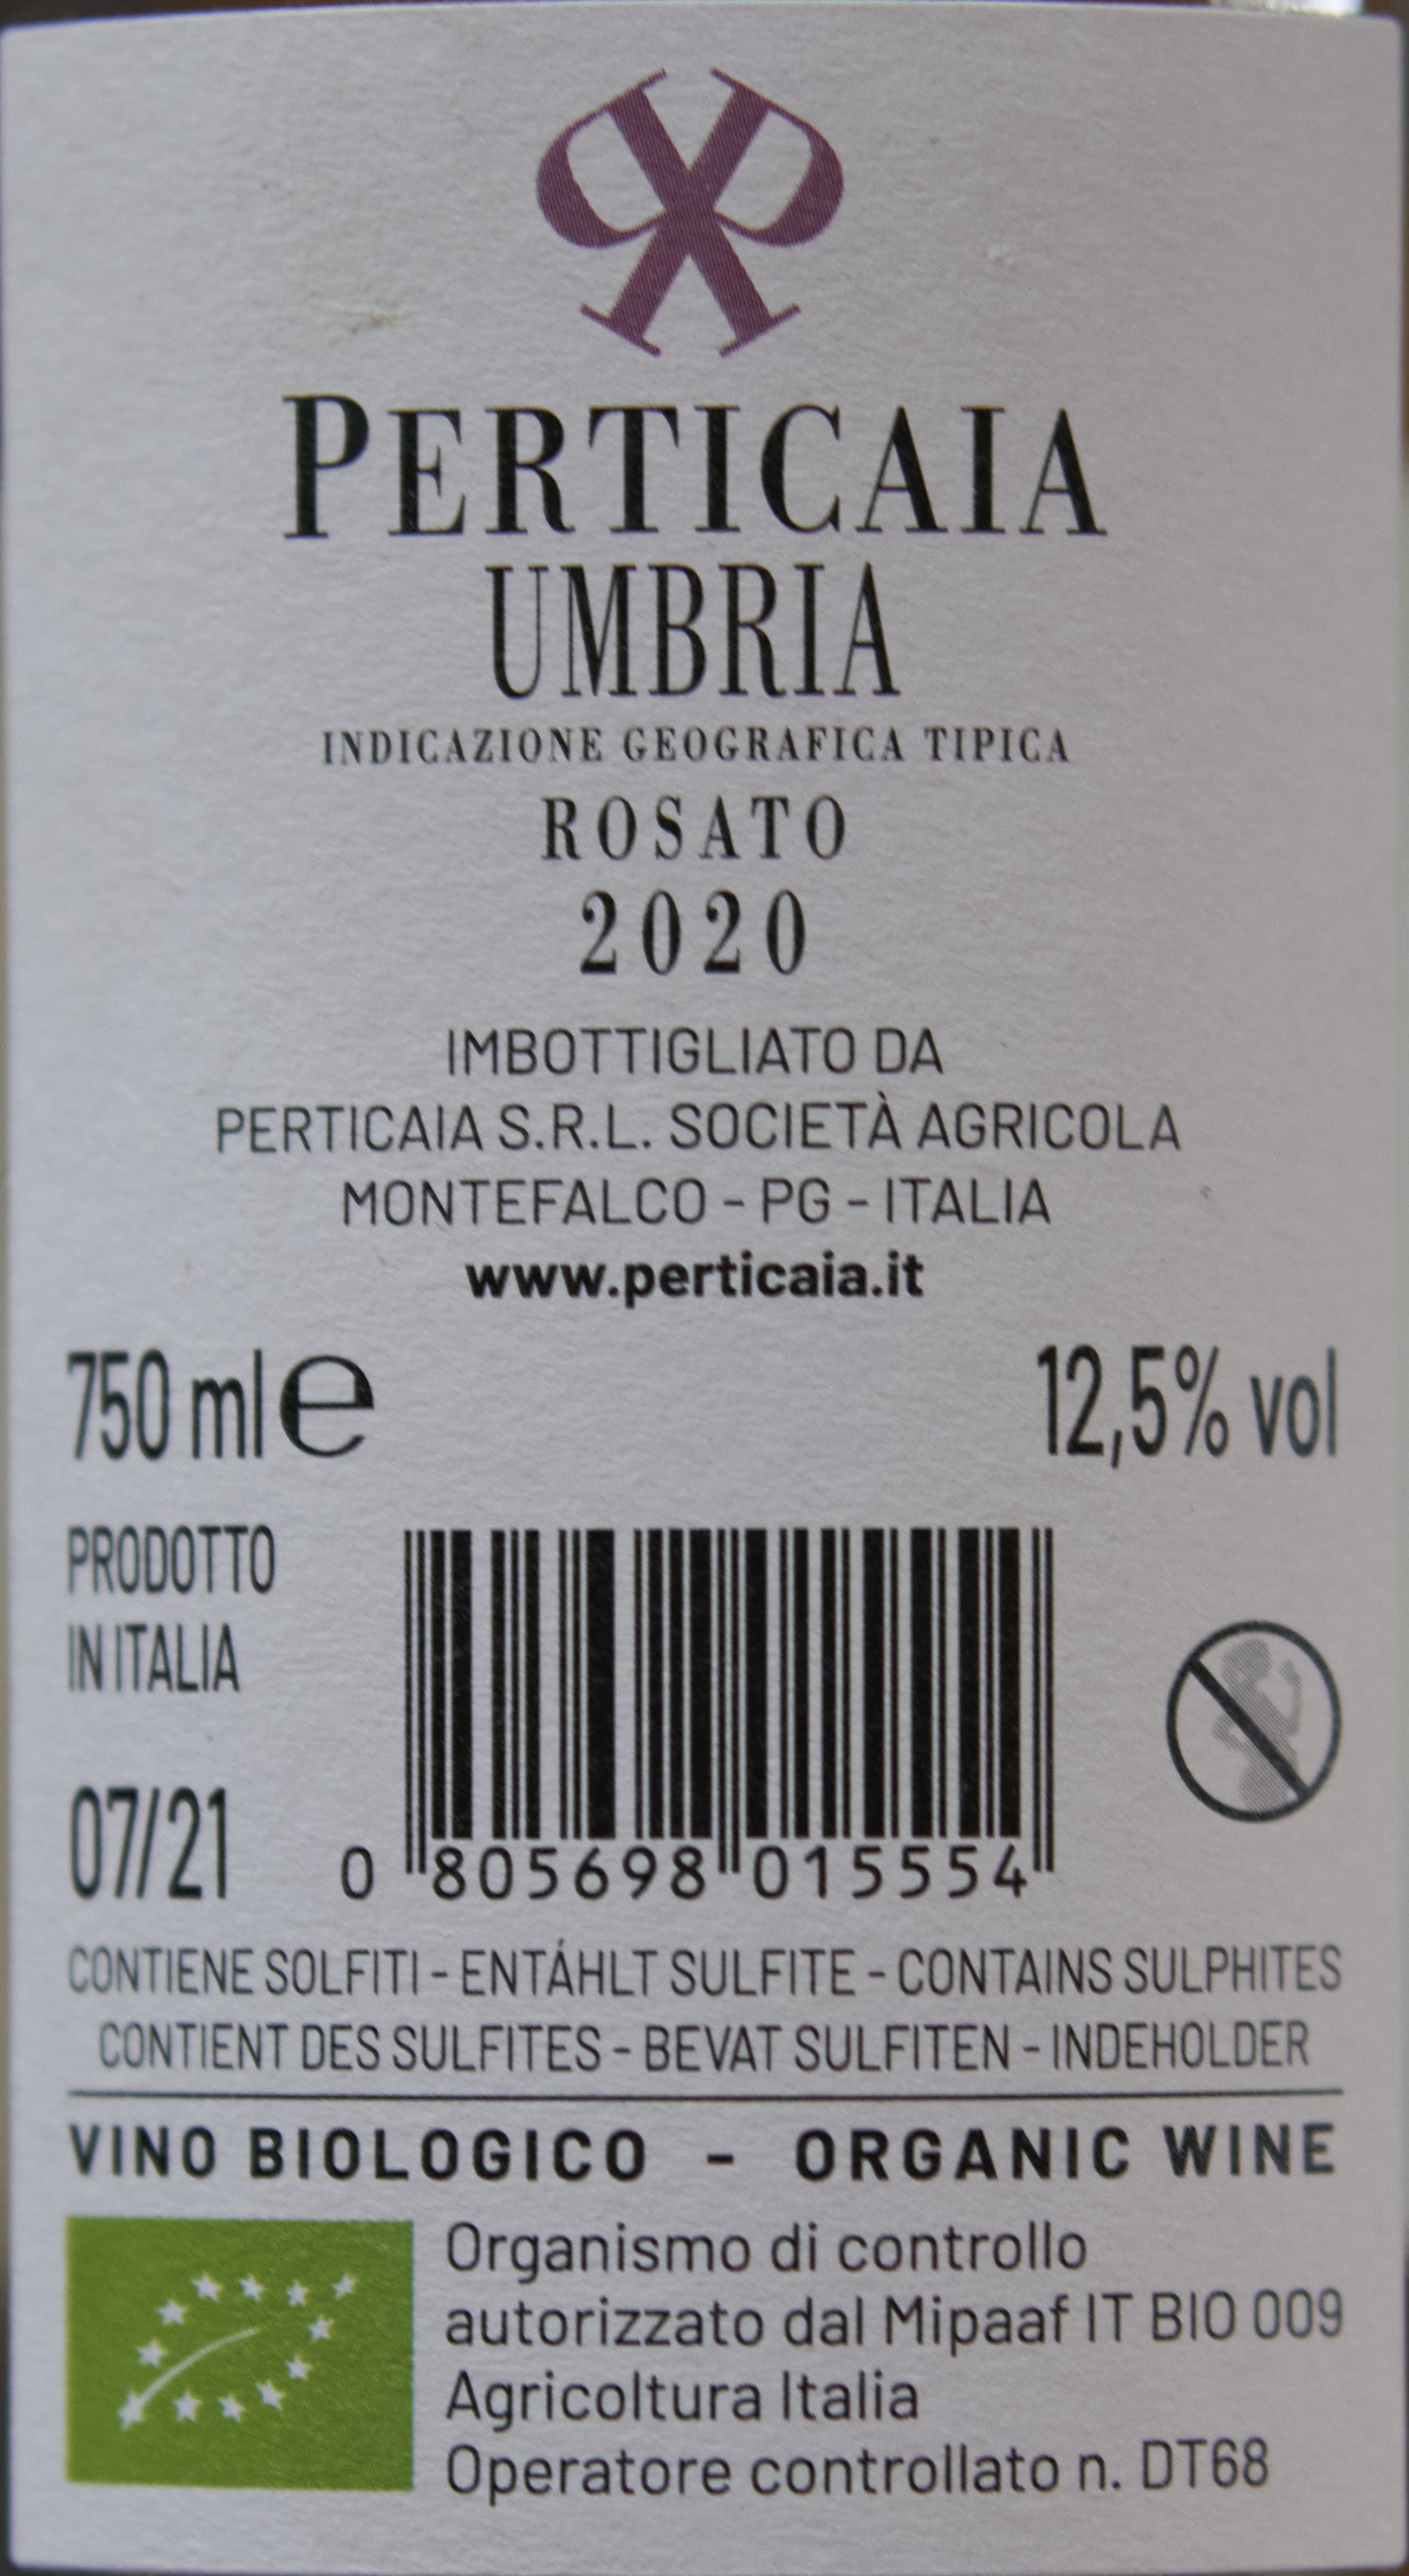 PERTICAIA
UMBRIA
INDICAZIONE GEOGRAFICA TIPICA
ROSATO
2020
IMBOTTIGLIATO DA
PERTICAIA S.R.L. SOCIETÀ AGRICOLA
MONTEFALCO - PG - ITALIA
www.perticaia.it
750 ml e
12,5% vol
PRODOTTO
IN ITALIA
07/21
0 805698 015554
CONTIENE SOLFITI - ENTÁHLT SULFITE - CONTAINS SULPHITES
CONTIENT DES SULFITES - BEVAT SULFITEN - INDEHOLDER
VINO BIOLOGICO - ORGANIC WINE
Organismo di controllo
autorizzato dal Mipaaf IT BIO 009
Agricoltura Italia
Operatore controllato n. DT68